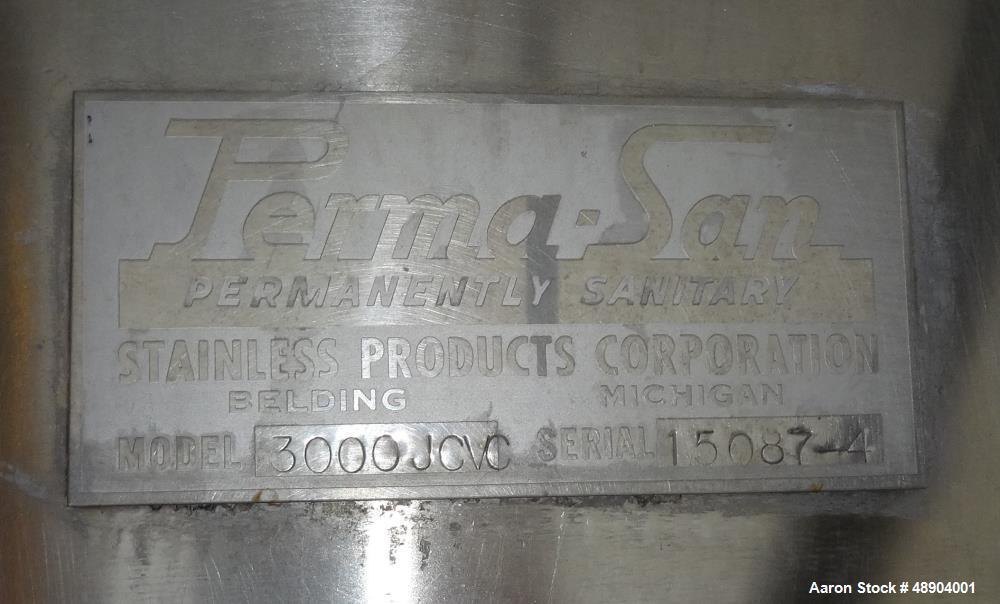 Perma-San
PERMANENTLY SANITARY
STAINLESS PRODUCTS CORPORATION
BELDING MICHIGAN
MODEL 3000JCVC SERIAL 15087-4
Aaron Stock # 48904001